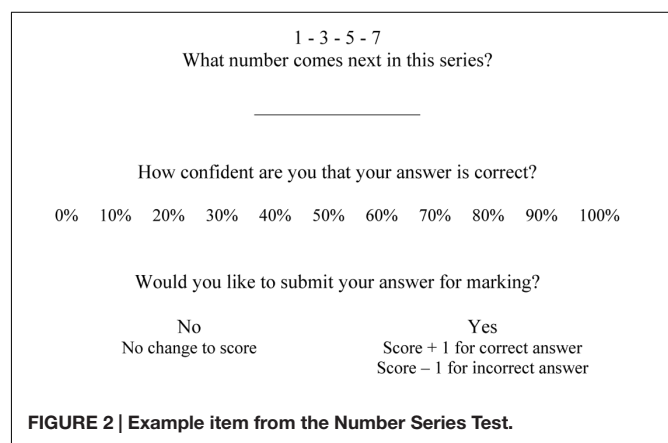 1 - 3 - 5 - 7
What number comes next in this series?
How confident are you that your answer is correct?
0% 10% 20% 30% 40% 50% 60% 70% 80% 90% 100%
Would you like to submit your answer for marking?
No Yes
No change to score Score + 1 for correct answer
Score – 1 for incorrect answer
FIGURE 2 | Example item from the Number Series Test.